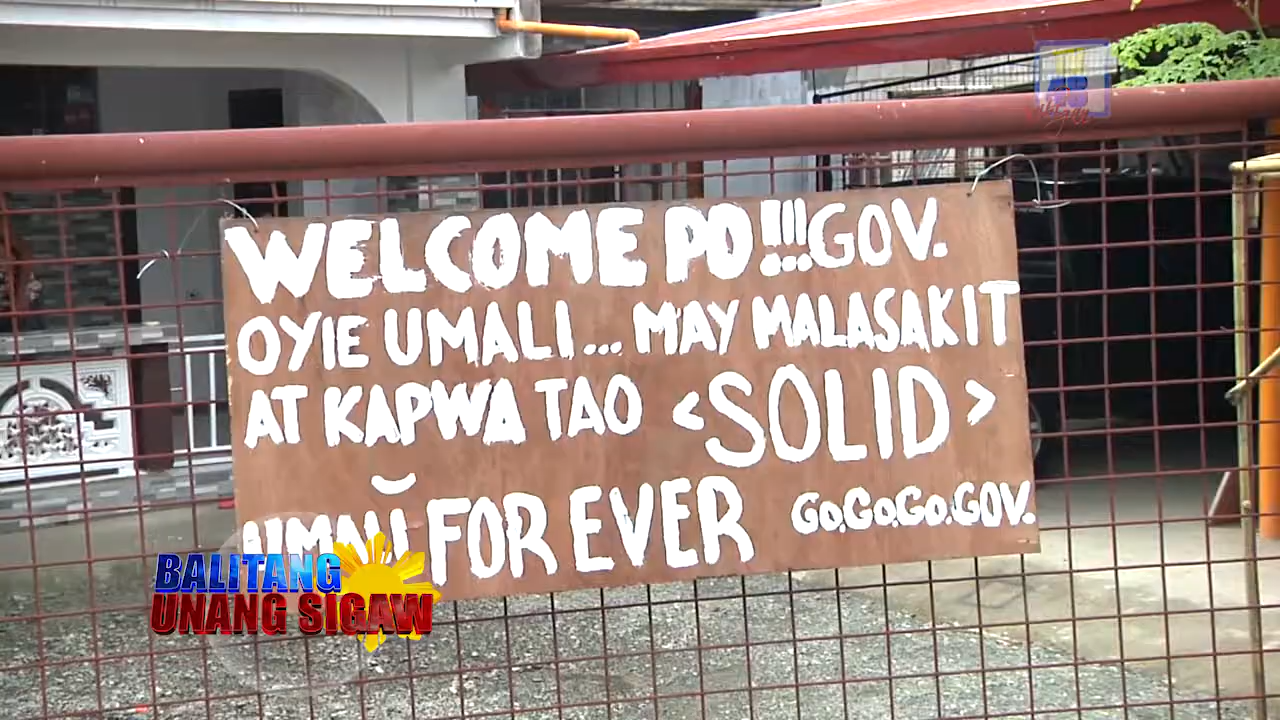 WELCOME PO!!! GOV.
OYIE UMALI... MAY MALASAKIT
AT KAPWA TAO <SOLID>
FOR EVER GO.GO.GO.GOV.
BALITANG
UNANG SIGAW